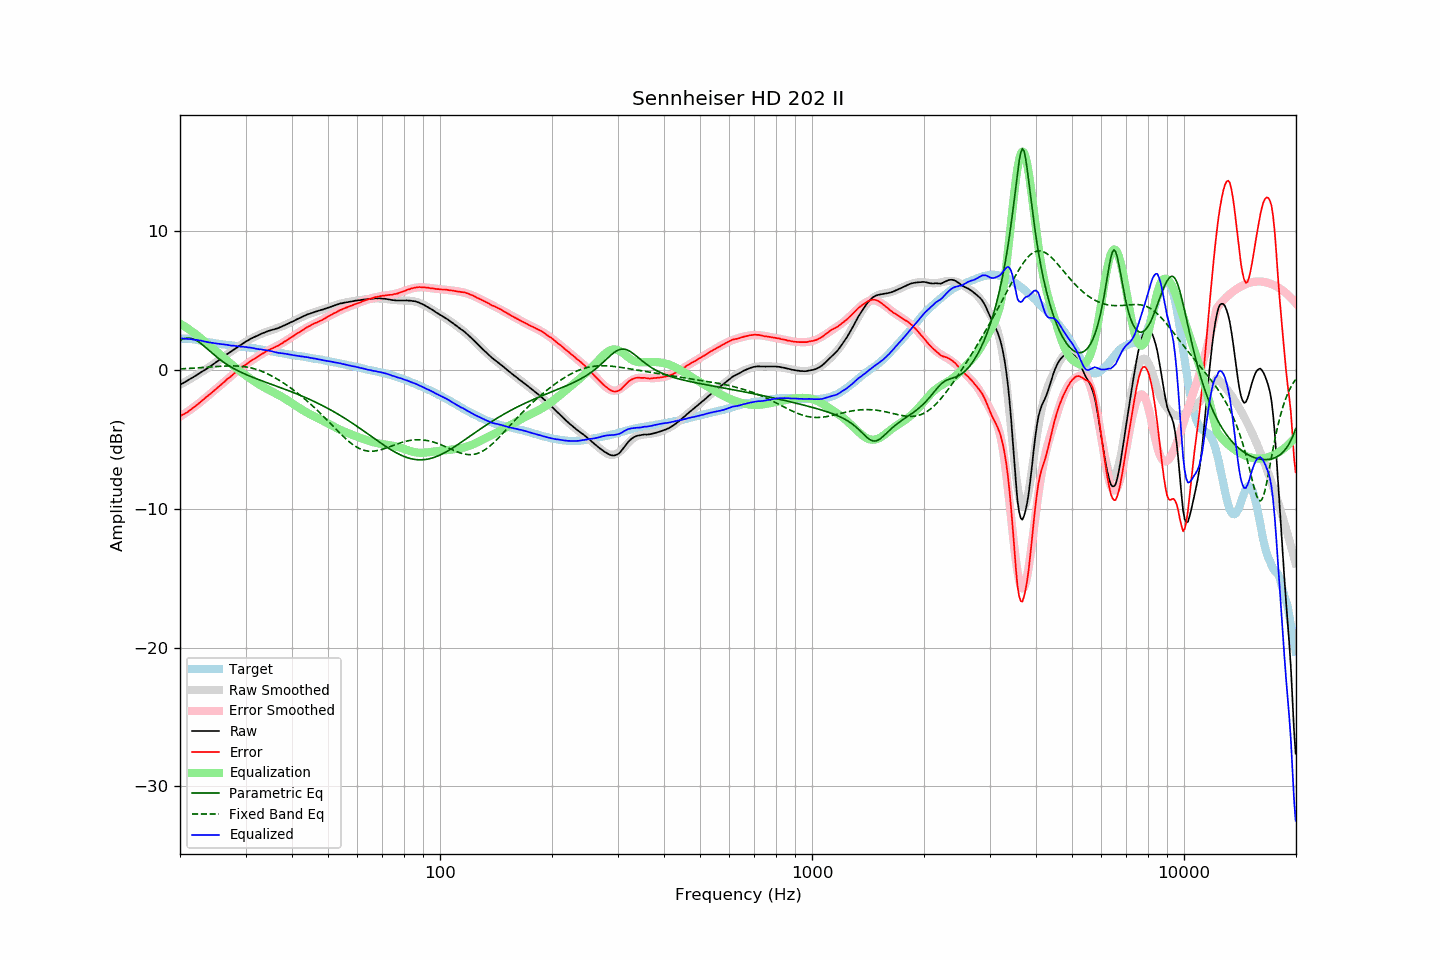 Sennheiser HD 202 II
Amplitude (dBr)
10
0
−10
−20
−30
Target
Raw Smoothed
Error Smoothed
Raw
Error
Equalization
Parametric Eq
Fixed Band Eq
Equalized
100
1000
10000
Frequency (Hz)